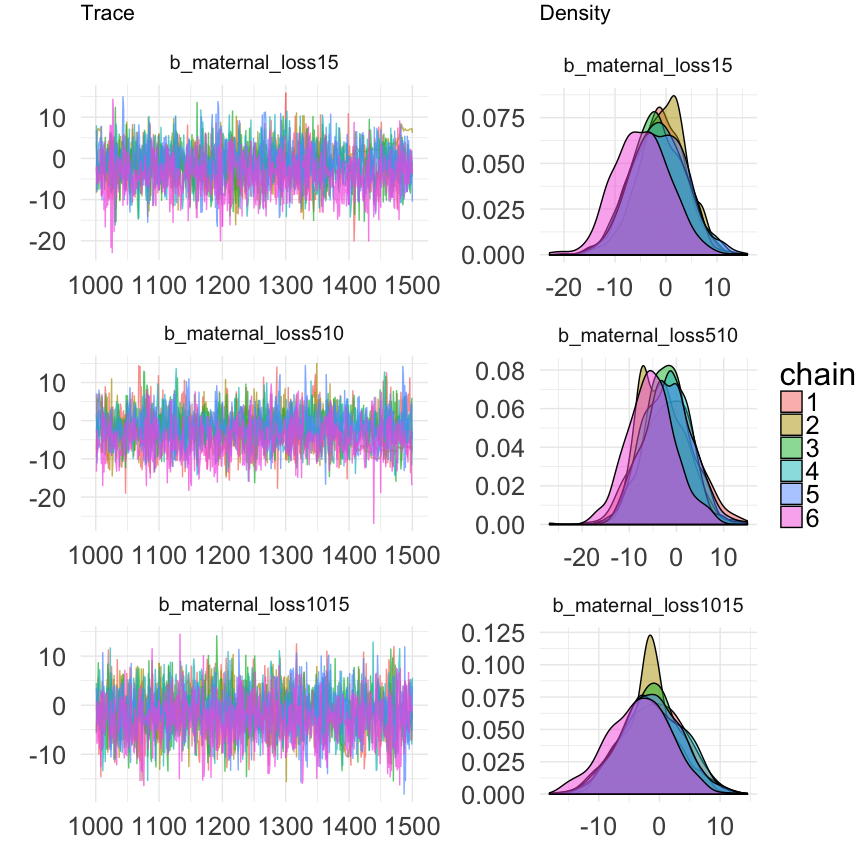 Trace
Density
b_maternal_loss15
10
0
-10
-20
1000 1100 1200 1300 1400 1500
b_maternal_loss15
0.075
0.050
0.025
0.000
-20 -10 0 10
b_maternal_loss510
10
0
-10
-20
1000 1100 1200 1300 1400 1500
b_maternal_loss510
0.08
0.06
0.04
0.02
0.00
-20 -10 0 10
chain
1
2
3
4
5
6
b_maternal_loss1015
10
0
-10
1000 1100 1200 1300 1400 1500
b_maternal_loss1015
0.125
0.100
0.075
0.050
0.025
0.000
-10 0 10